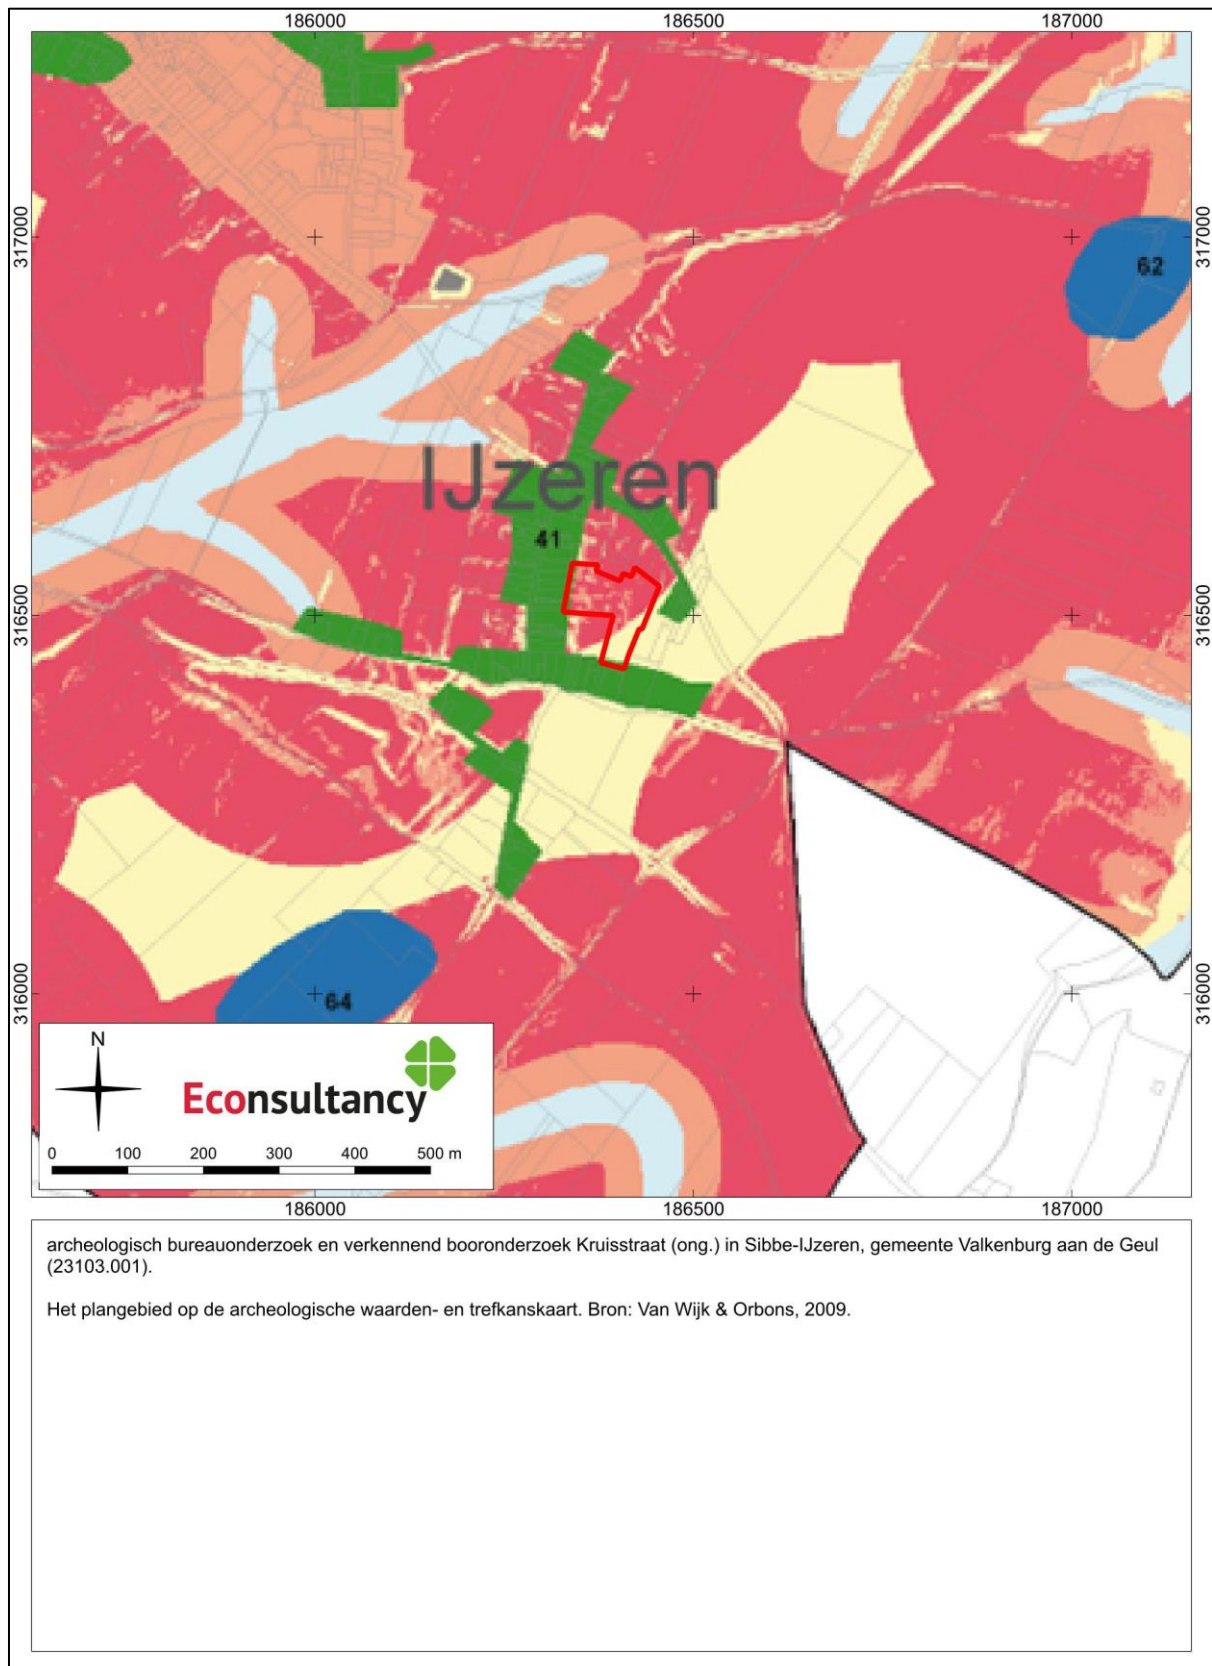 186000 186500 187000
317000 317000
62
IJzeren
41
316500 316500
316000 316000
64
N
Econsultancy
0 100 200 300 400 500 m
186000 186500 187000
archeologisch bureauonderzoek en verkennend booronderzoek Kruisstraat (ong.) in Sibbe-IJzeren, gemeente Valkenburg aan de Geul
(23103.001).
Het plangebied op de archeologische waarden- en trefkanskaart. Bron: Van Wijk & Orbons, 2009.